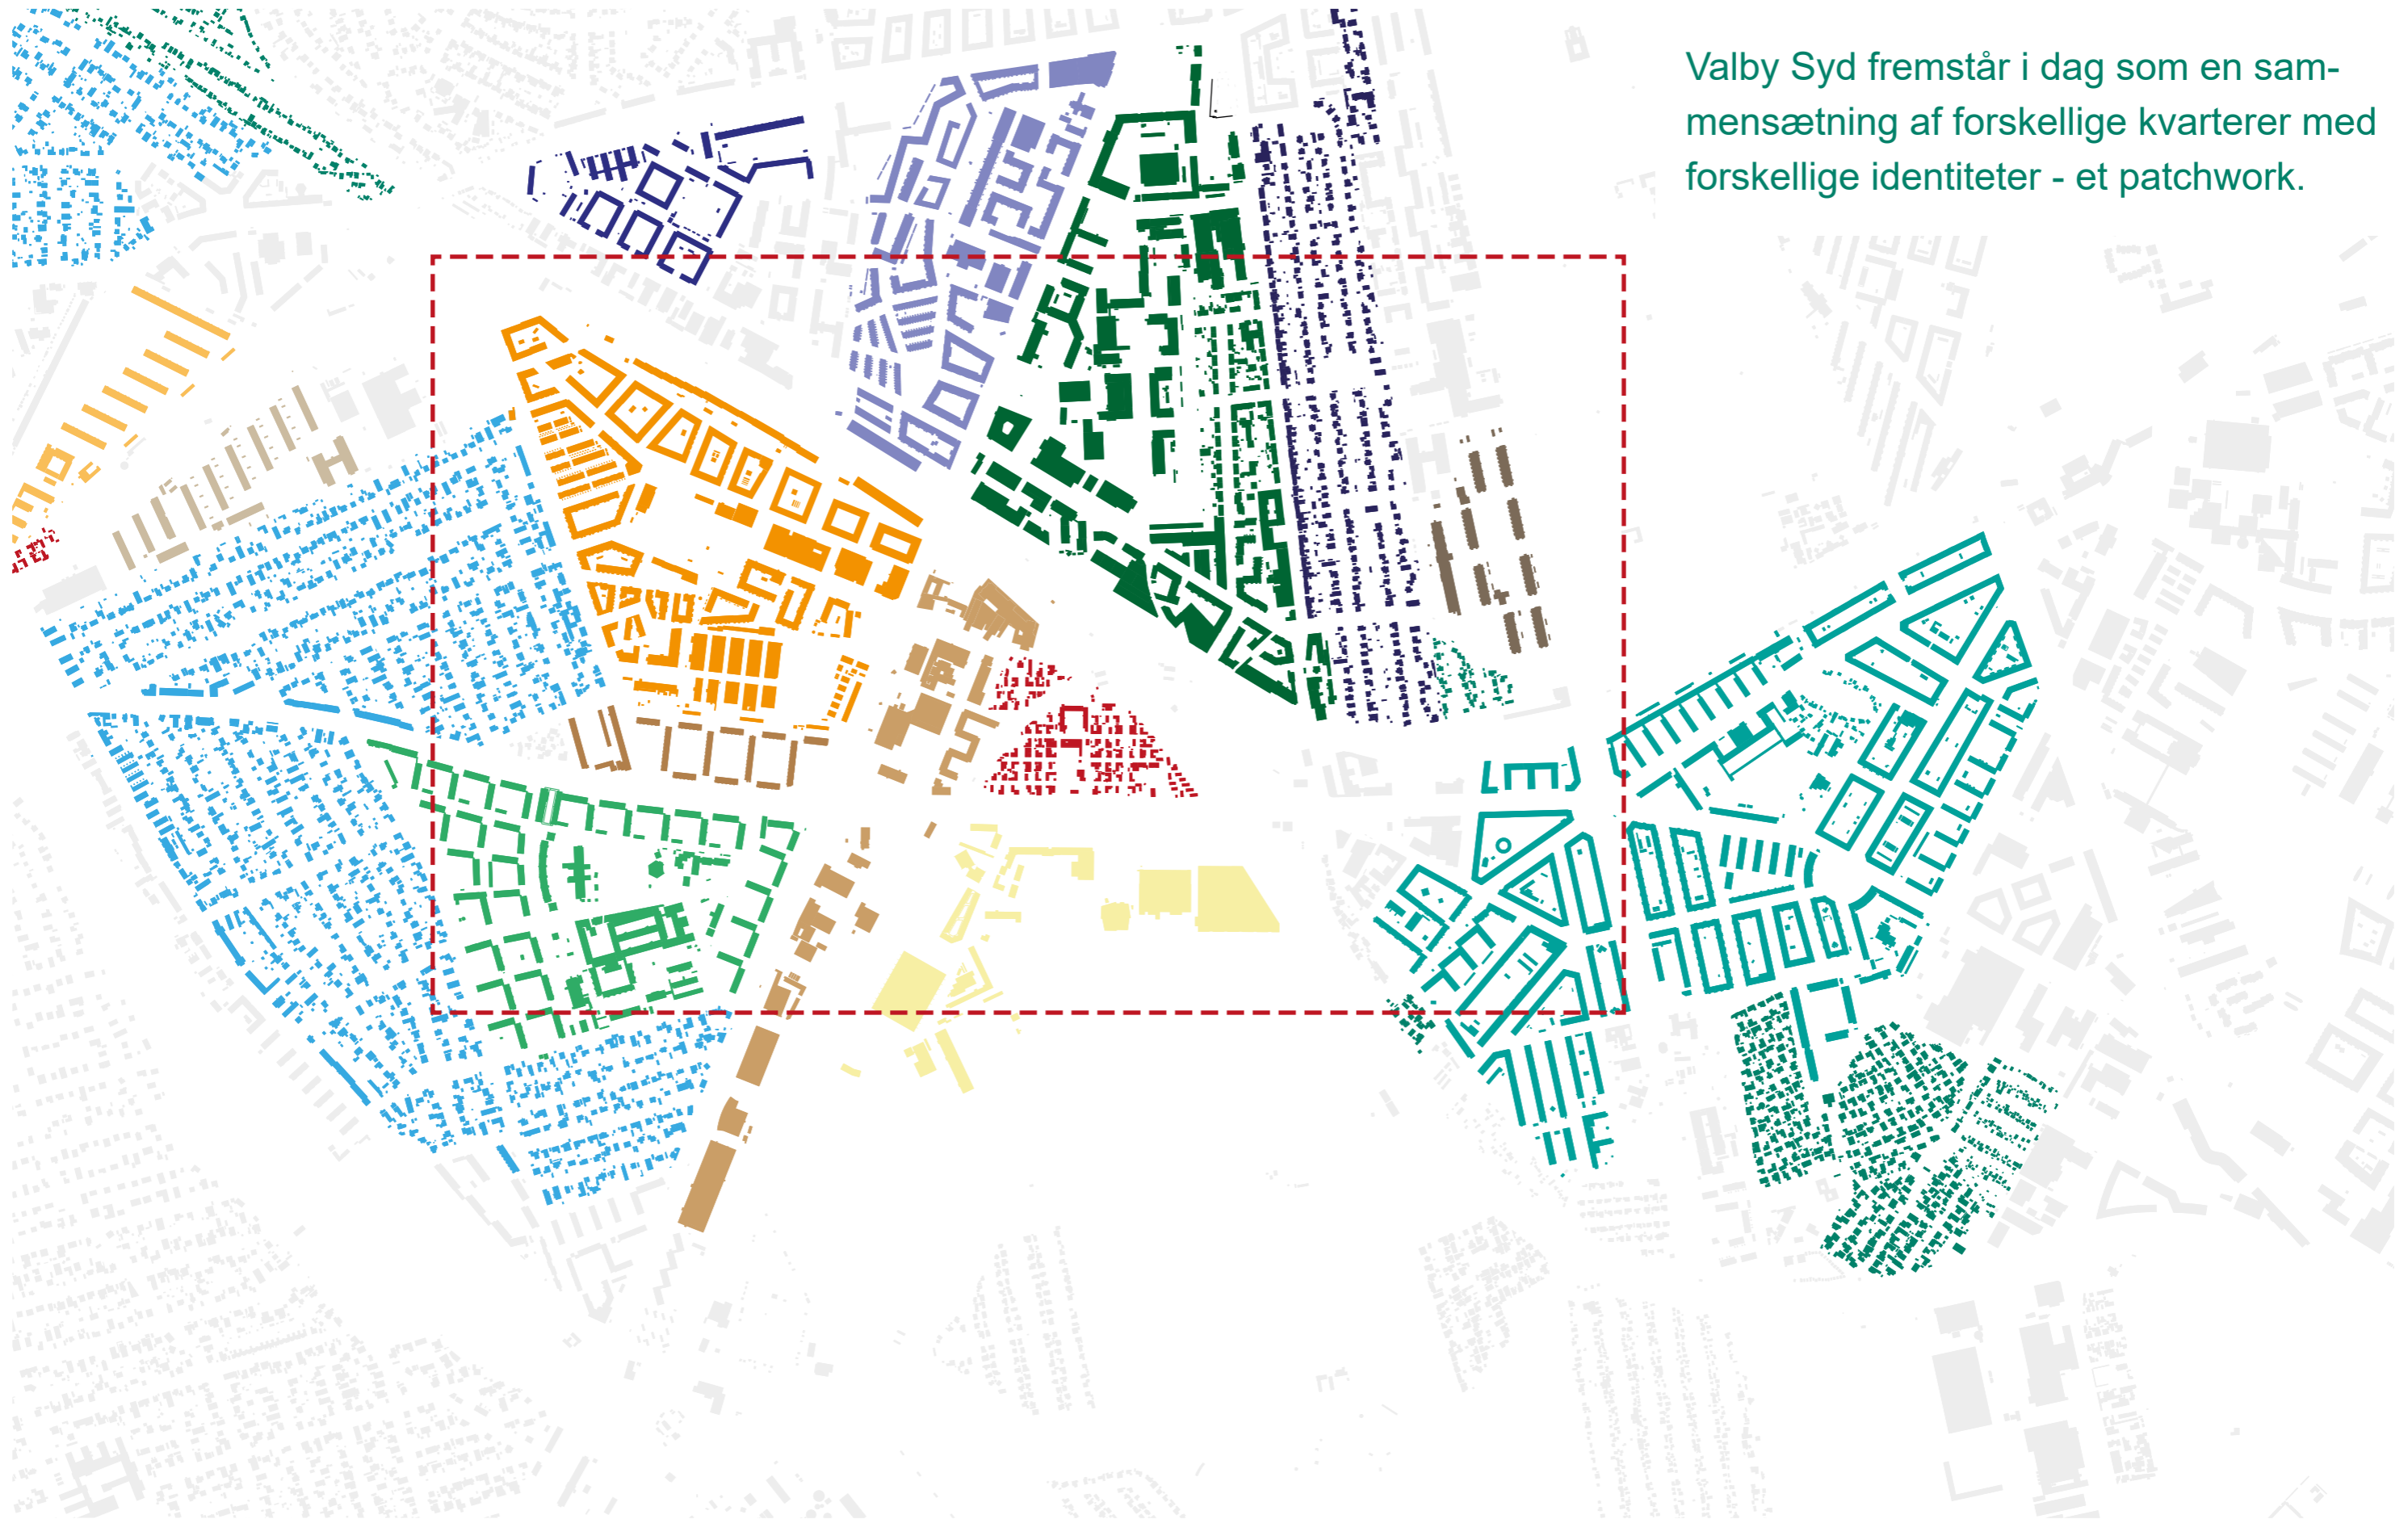 Valby Syd fremstår i dag som en sam-
mensætning af forskellige kvarterer med
forskellige identiteter - et patchwork.